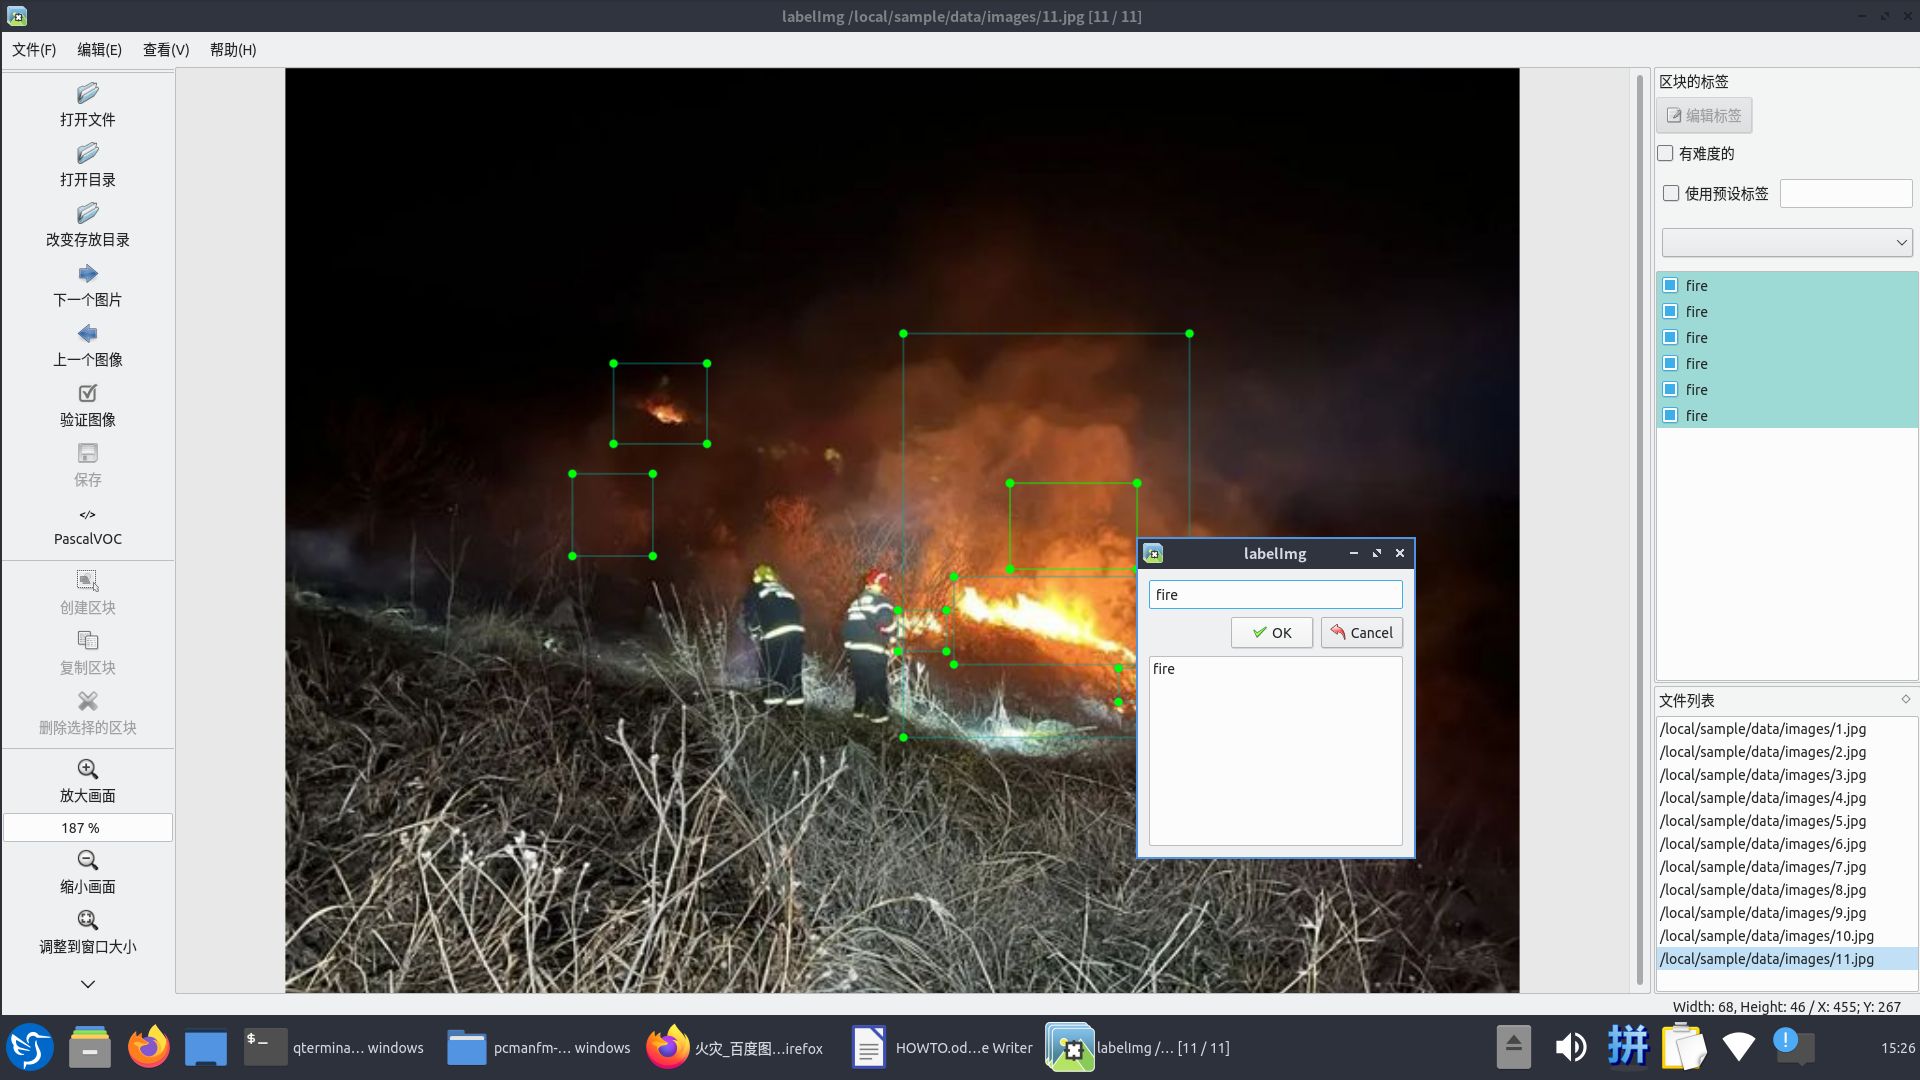 labelImg /local/sample/data/images/11.jpg [11 / 11]
文件(F) 编辑(E) 查看(V) 帮助(H)
打开文件
打开目录
改变存放目录
下一个图片
上一个图像
验证图像
保存
</>
PascalVOC
创建区块
复制区块
删除选择的区块
放大画面
187 %
缩小画面
调整到窗口大小
labelImg
fire
OK Cancel
fire
区块的标签
编辑标签
有难度的
使用预设标签
fire
fire
fire
fire
fire
fire
文件列表
/local/sample/data/images/1.jpg
/local/sample/data/images/2.jpg
/local/sample/data/images/3.jpg
/local/sample/data/images/4.jpg
/local/sample/data/images/5.jpg
/local/sample/data/images/6.jpg
/local/sample/data/images/7.jpg
/local/sample/data/images/8.jpg
/local/sample/data/images/9.jpg
/local/sample/data/images/10.jpg
/local/sample/data/images/11.jpg
Width: 68, Height: 46 / X: 455; Y: 267
$- qtermina... windows pcmanfm-... windows 火灾_百度图...irefox HOWTO.od...e Writer labelImg /... [11 / 11] 拼 ! 15:26